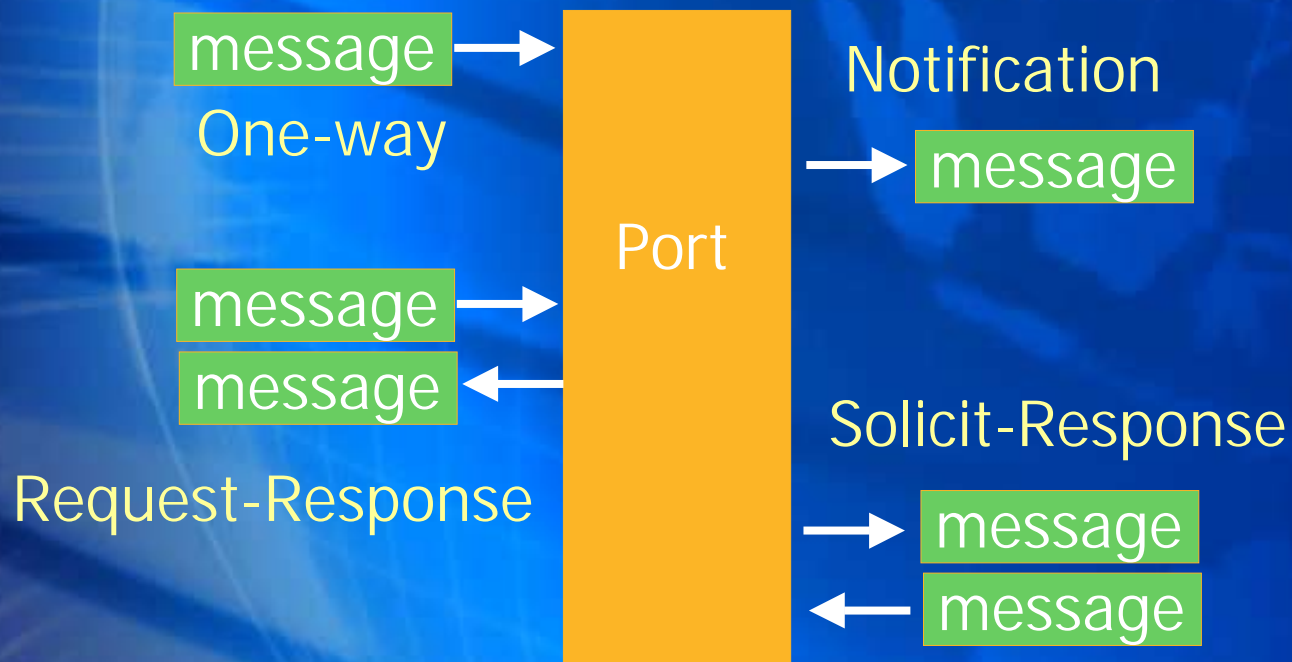 message
One-way
message
message
Request-Response
Port
Notification
message
Solicit-Response
message
message